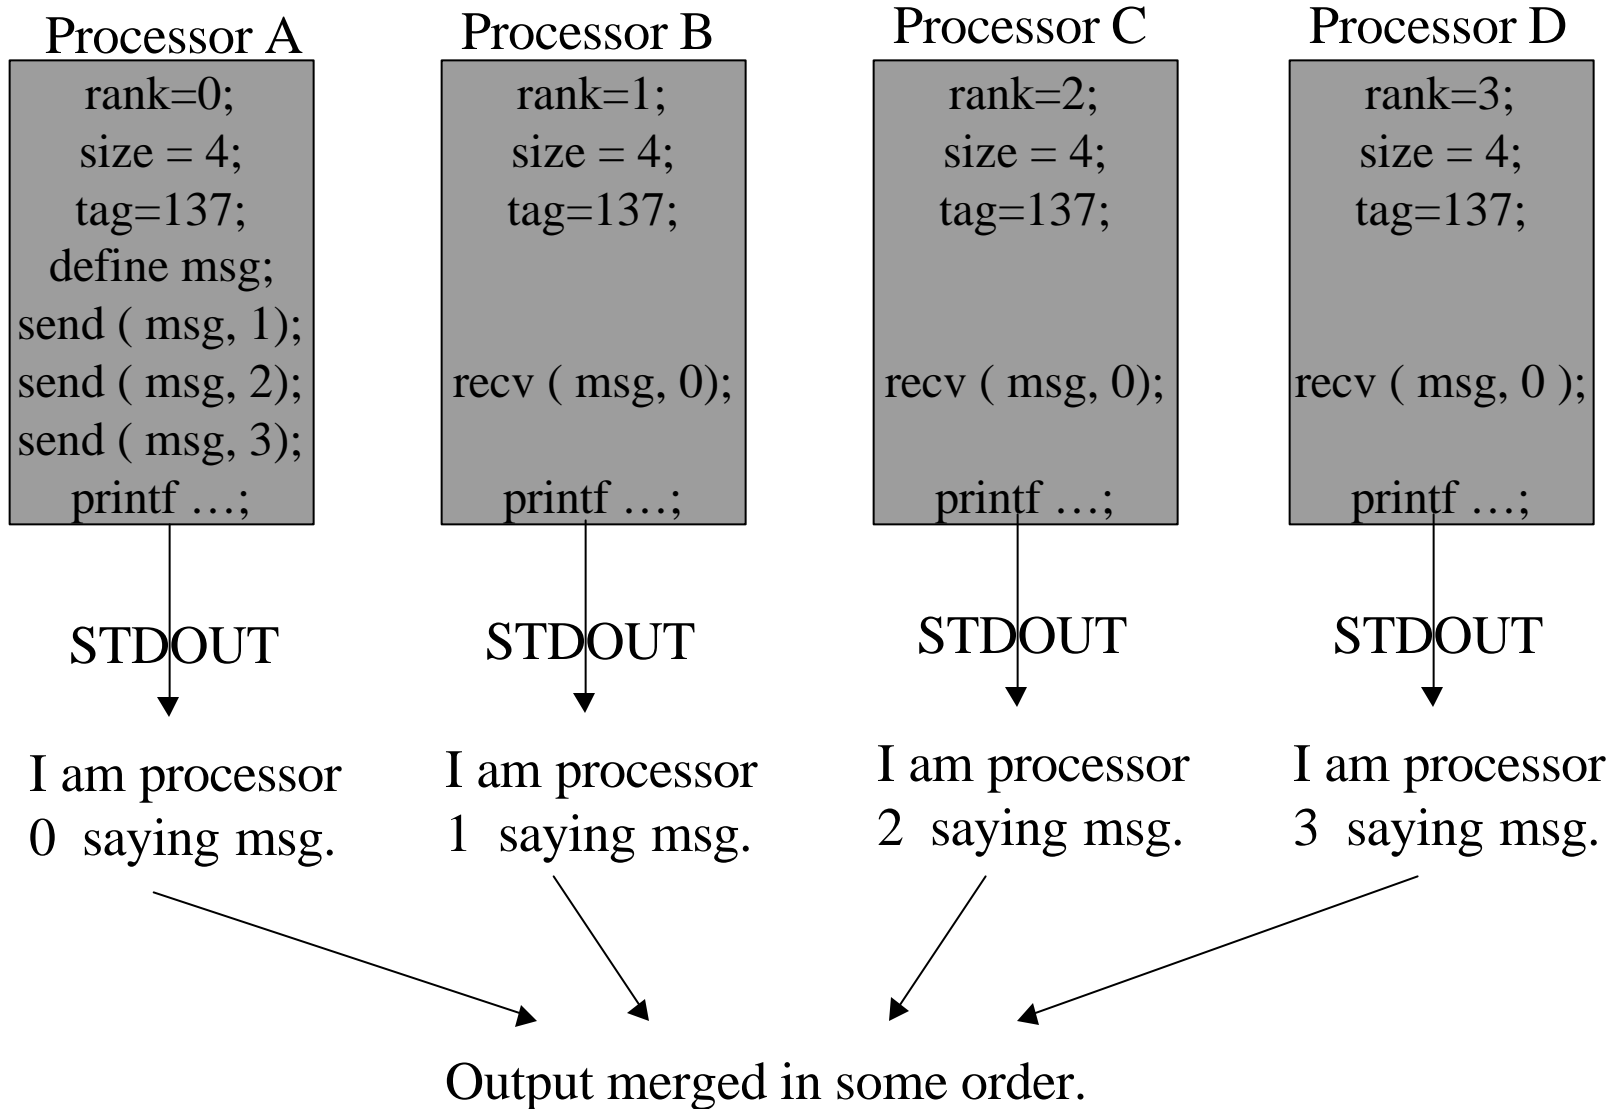 Processor A
rank=0;
size = 4;
tag=137;
define msg;
send ( msg, 1);
send ( msg, 2);
send ( msg, 3);
printf …;
STDOUT
I am processor
0 saying msg.
Processor B
rank=1;
size = 4;
tag=137;
recv ( msg, 0);
printf …;
STDOUT
I am processor
1 saying msg.
Processor C
rank=2;
size = 4;
tag=137;
recv ( msg, 0);
printf …;
STDOUT
I am processor
2 saying msg.
Processor D
rank=3;
size = 4;
tag=137;
recv ( msg, 0 );
printf …;
STDOUT
I am processor
3 saying msg.
Output merged in some order.